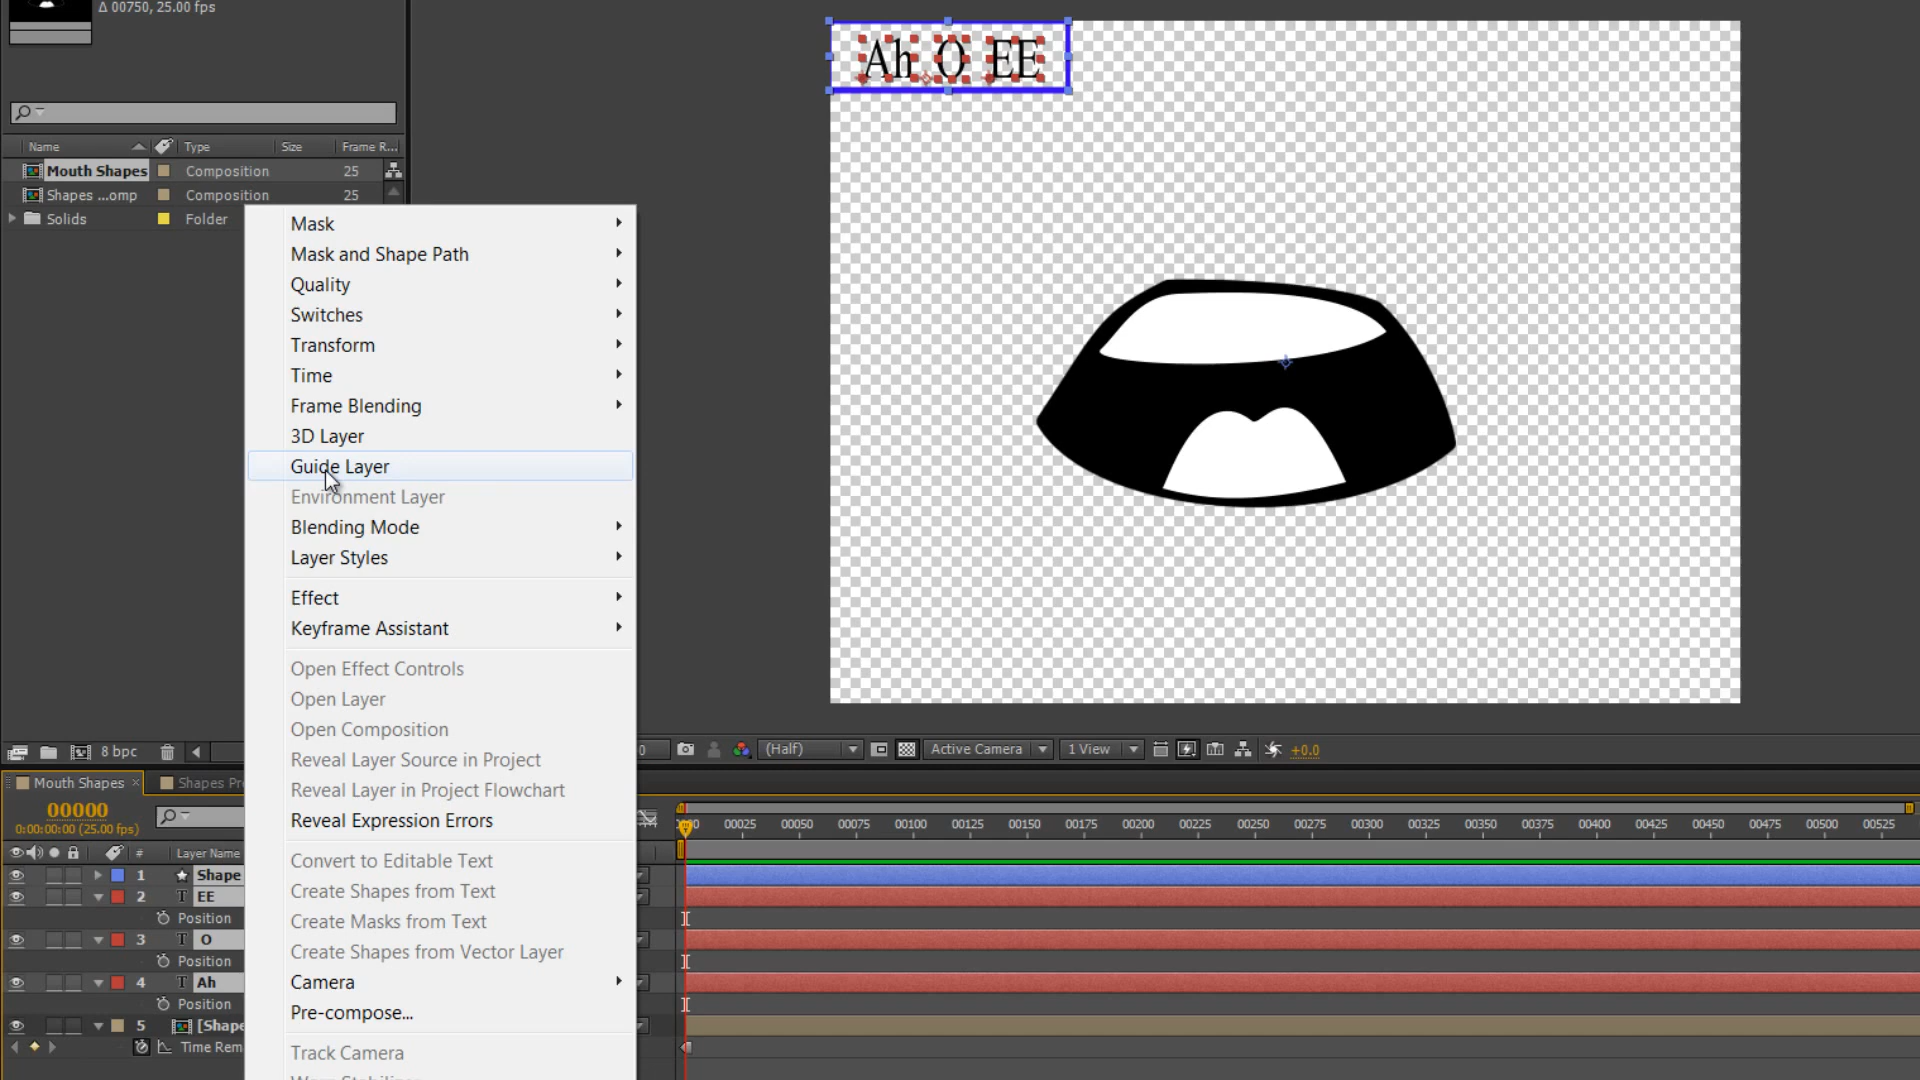 Δ 00750, 25.00 fps
Name Type Size Frame R...
Mouth Shapes Composition 25
Shapes ...omp Composition 25
Solids Folder
Ah O EE
Mask
Mask and Shape Path
Quality
Switches
Transform
Time
Frame Blending
3D Layer
Guide Layer
Environment Layer
Blending Mode
Layer Styles
Effect
Keyframe Assistant
Open Effect Controls
Open Layer
Open Composition
Reveal Layer Source in Project
Reveal Layer in Project Flowchart
Reveal Expression Errors
Convert to Editable Text
Create Shapes from Text
Create Masks from Text
Create Shapes from Vector Layer
Camera
Pre-compose...
Track Camera
8 bpc
0 (Half) Active Camera 1 View +0.0
Mouth Shapes Shapes Pr
00000
0:00:00:00 (25.00 fps)
00025 00050 00075 00100 00125 00150 00175 00200 00225 00250 00275 00300 00325 00350 00375 00400 00425 00450 00475 00500 00525
# Layer Name
1 Shape
2 T EE
Position
3 T O
Position
4 T Ah
Position
5 [Shape
Time Rem